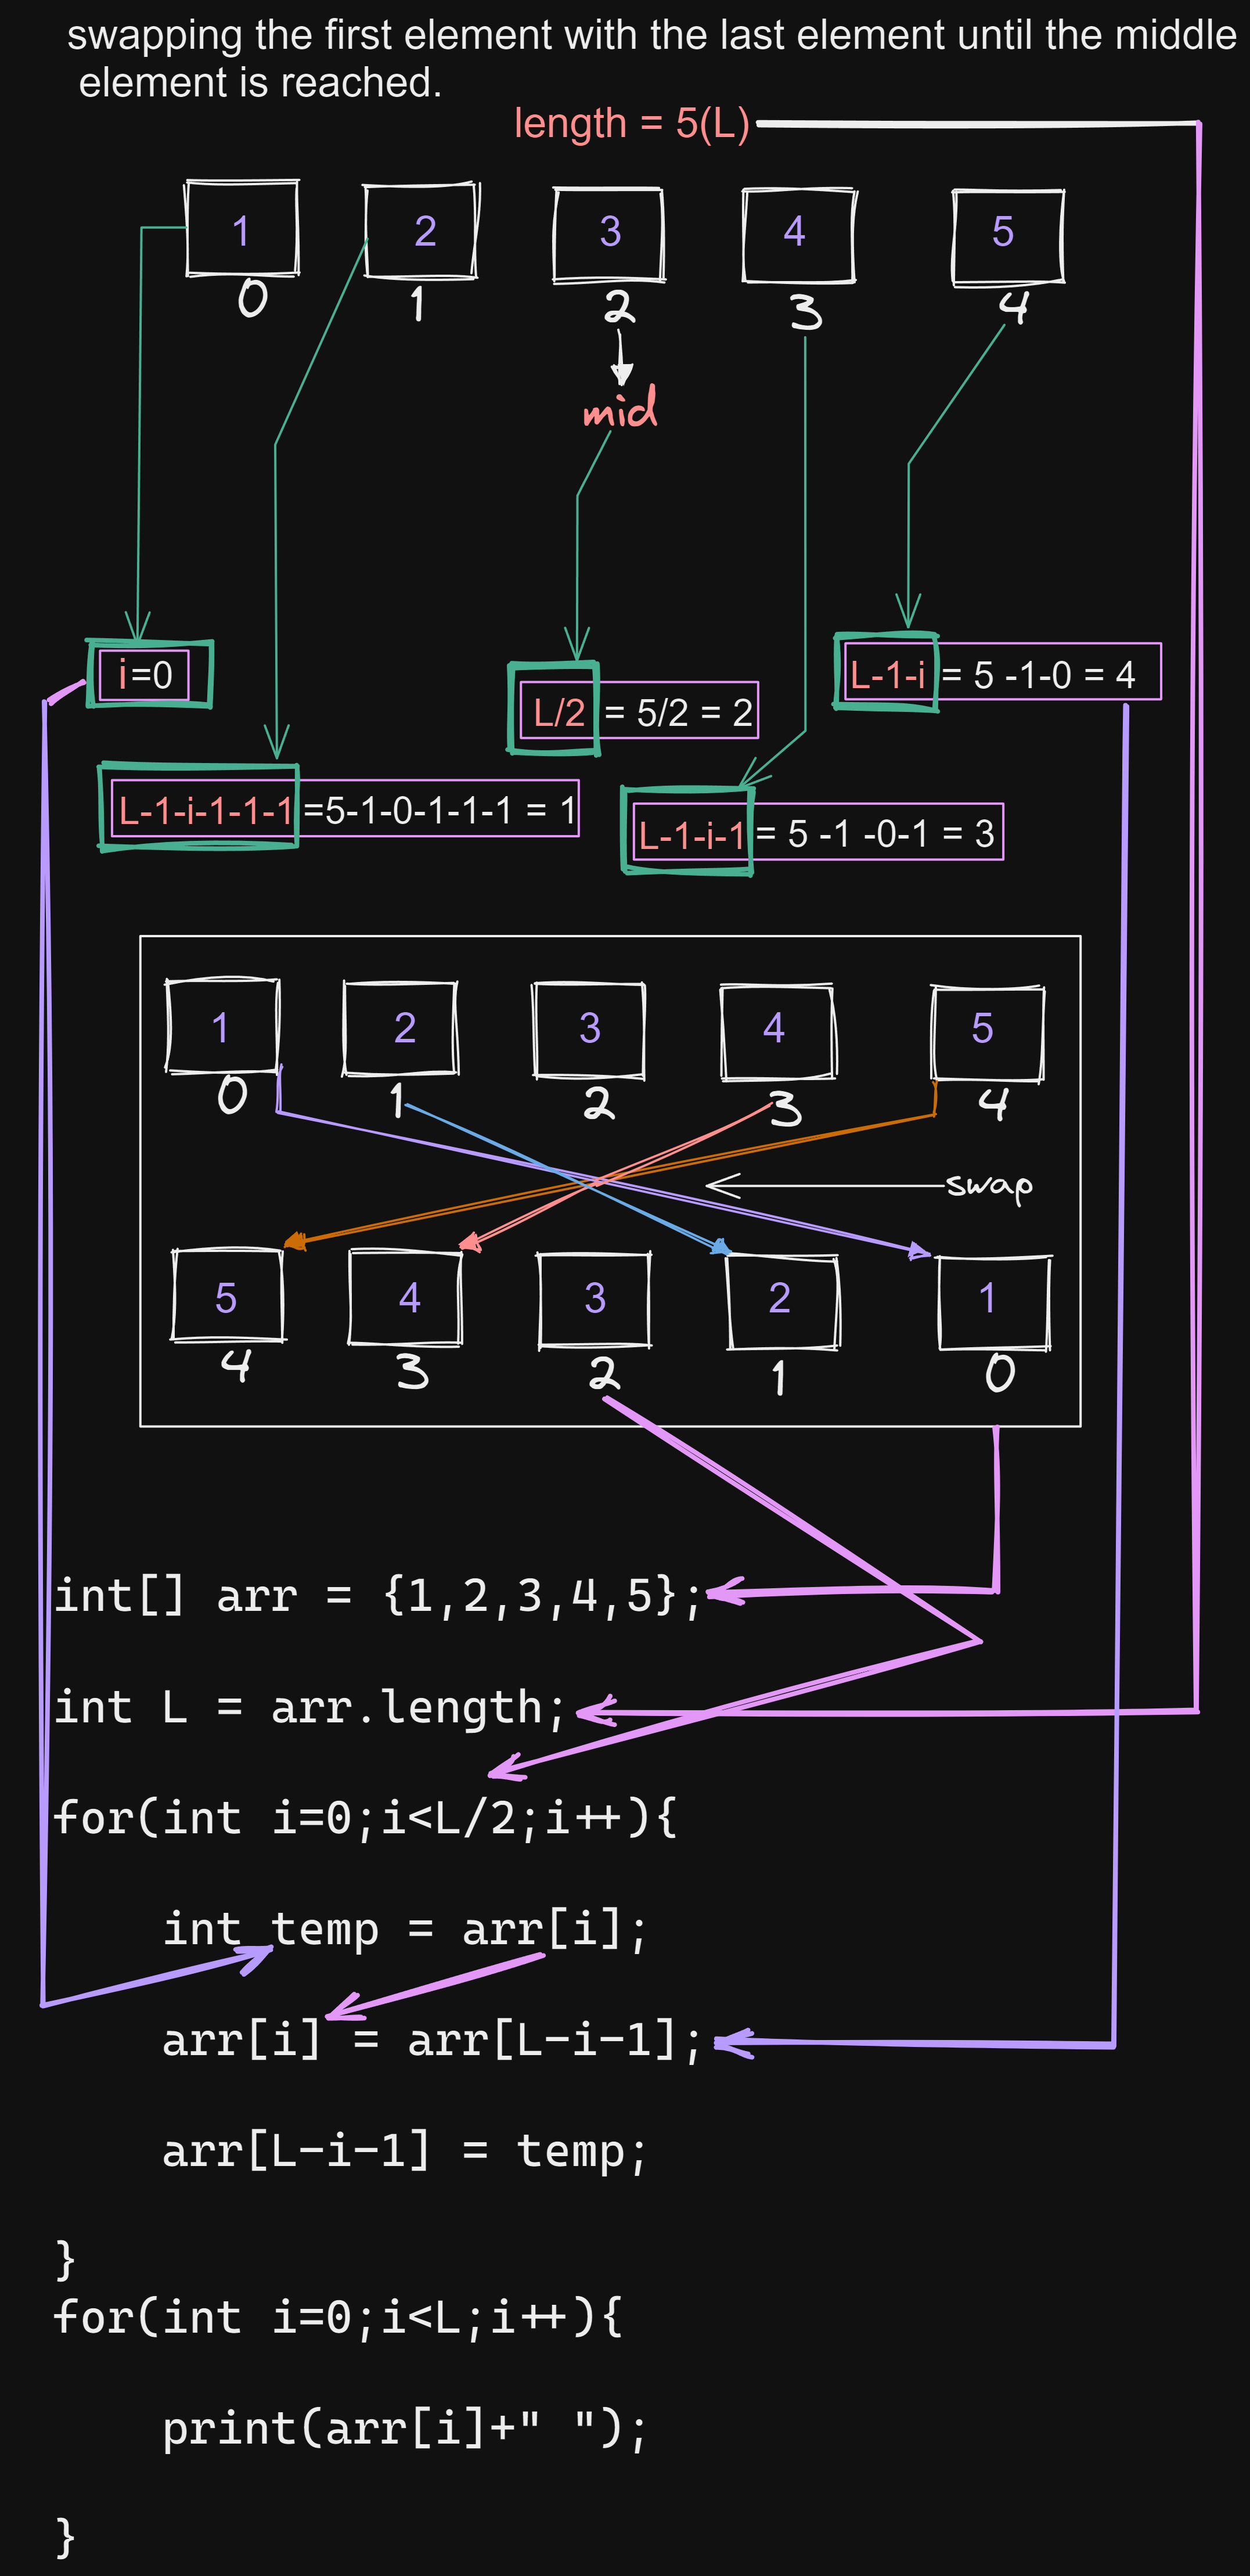 swapping the first element with the last element until the middle
element is reached.
length = 5(L)
1 2 3 4 5
0 1 2 3 4
mid
i=0
L-1-i = 5 -1-0 = 4
L/2 = 5/2 = 2
L-1-i-1-1-1 =5-1-0-1-1-1 = 1
L-1-i-1 = 5 -1 -0-1 = 3
1 2 3 4 5
0 1 2 3 4
swap
5 4 3 2 1
4 3 2 1 0
int[] arr = {1,2,3,4,5};
int L = arr.length;
for(int i=0;i<L/2;i++){
int temp = arr[i];
arr[i] = arr[L-i-1];
arr[L-i-1] = temp;
}
for(int i=0;i<L;i++){
print(arr[i]+" ");
}